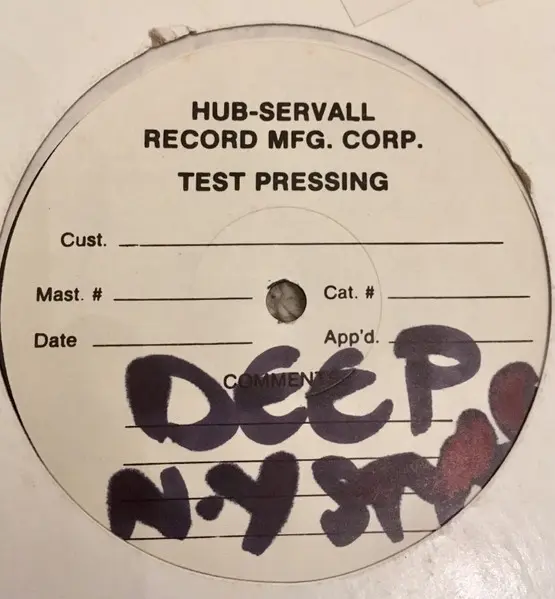 HUB-SERVALL
RECORD MFG. CORP.
TEST PRESSING
Cust.
Mast. # Cat. #
Date App'd.
COMMENTS
DEEP
N.Y